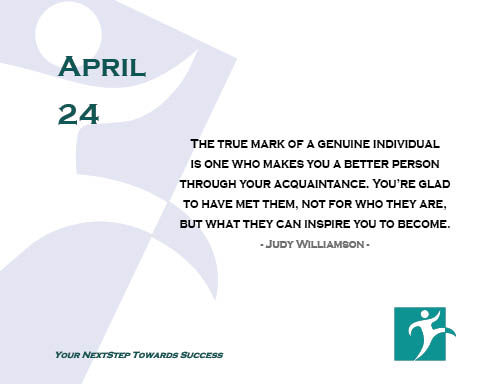 April
24
The true mark of a genuine individual
is one who makes you a better person
through your acquaintance. You're glad
to have met them, not for who they are,
but what they can inspire you to become.
- Judy Williamson -
Your NextStep Towards Success